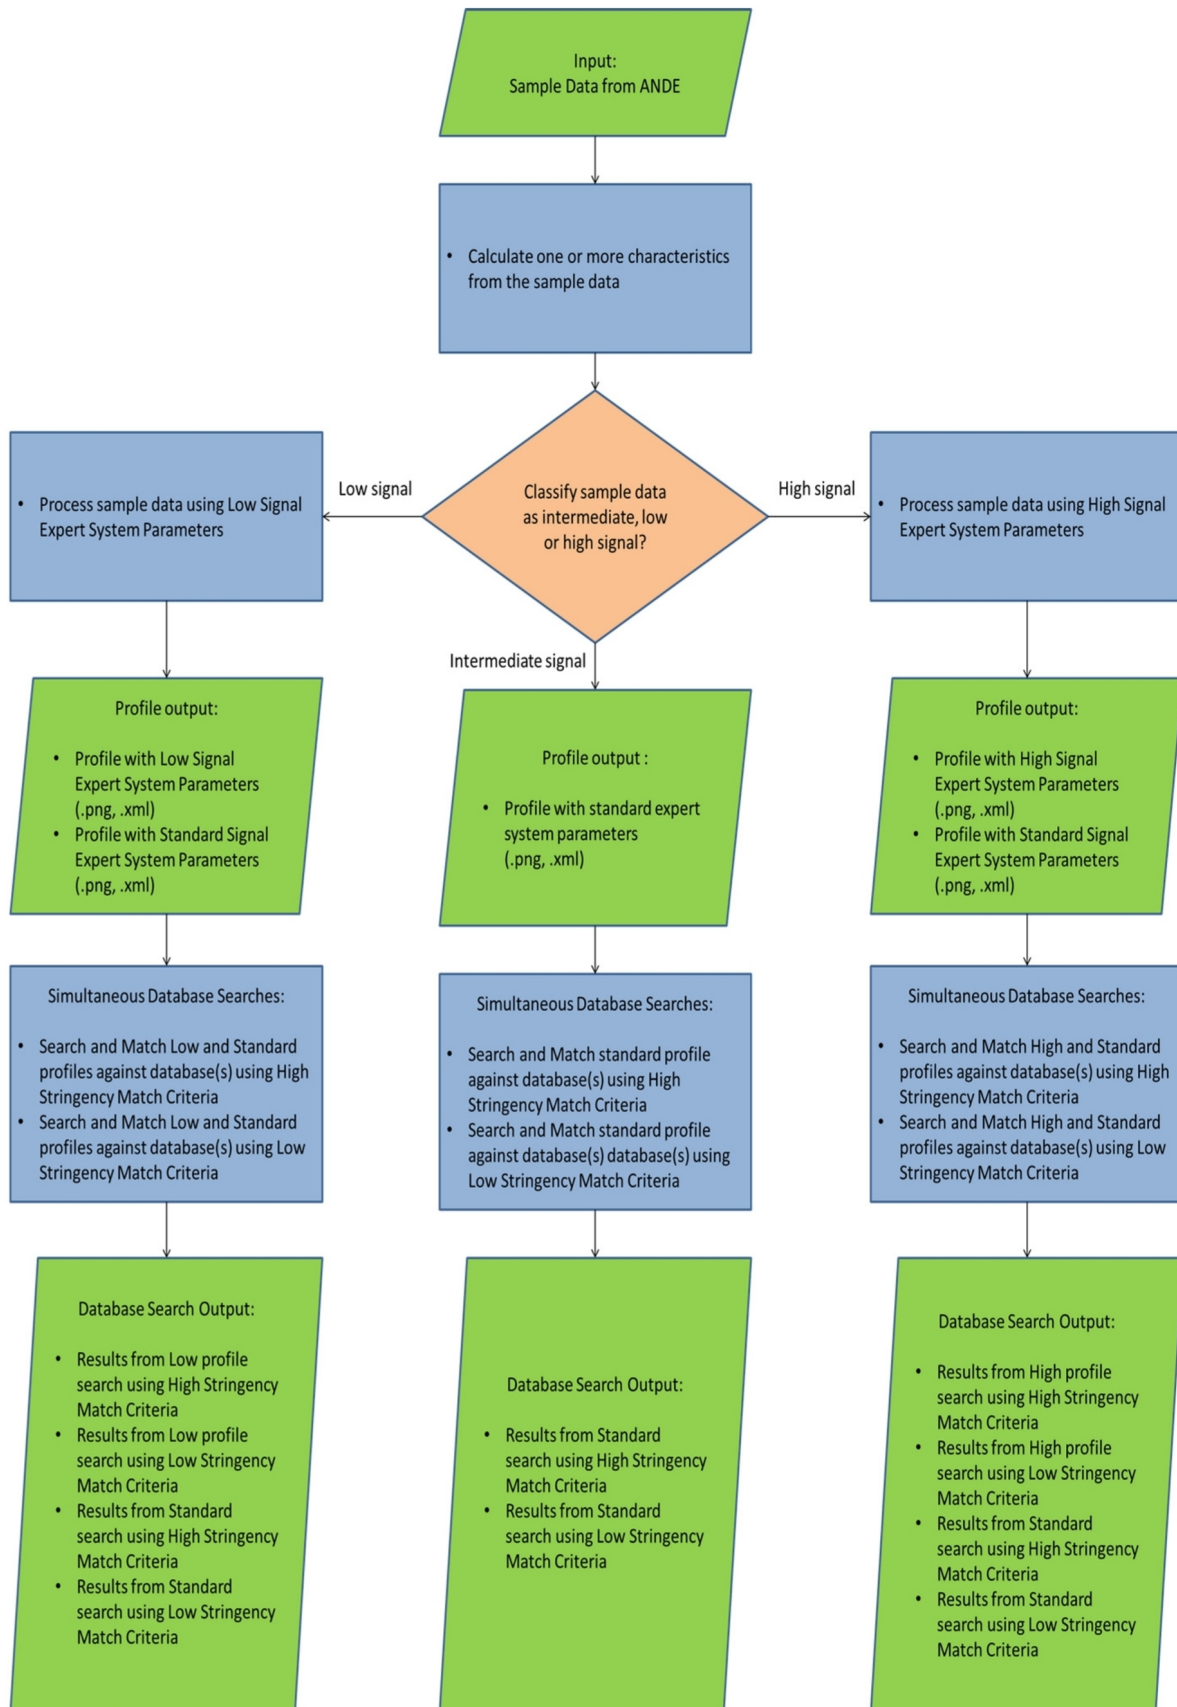 Input:
Sample Data from ANDE
• Calculate one or more characteristics
from the sample data
Classify sample data
as intermediate, low
or high signal?
Low signal
High signal
Intermediate signal
• Process sample data using Low Signal
Expert System Parameters
Profile output:
• Profile with Low Signal
Expert System Parameters
(.png, .xml)
• Profile with Standard Signal
Expert System Parameters
(.png, .xml)
Simultaneous Database Searches:
• Search and Match Low and Standard
profiles against database(s) using High
Stringency Match Criteria
• Search and Match Low and Standard
profiles against database(s) using Low
Stringency Match Criteria
Database Search Output:
• Results from Low profile
search using High Stringency
Match Criteria
• Results from Low profile
search using Low Stringency
Match Criteria
• Results from Standard
search using High Stringency
Match Criteria
• Results from Standard
search using Low Stringency
Match Criteria
Profile output :
• Profile with standard expert
system parameters
(.png, .xml)
Simultaneous Database Searches:
• Search and Match standard profile
against database(s) using High
Stringency Match Criteria
• Search and Match standard profile
against database(s) database(s) using
Low Stringency Match Criteria
Database Search Output:
• Results from Standard
search using High Stringency
Match Criteria
• Results from Standard
search using Low Stringency
Match Criteria
• Process sample data using High Signal
Expert System Parameters
Profile output:
• Profile with High Signal
Expert System Parameters
(.png, .xml)
• Profile with Standard Signal
Expert System Parameters
(.png, .xml)
Simultaneous Database Searches:
• Search and Match High and Standard
profiles against database(s) using High
Stringency Match Criteria
• Search and Match High and Standard
profiles against database(s) using Low
Stringency Match Criteria
Database Search Output:
• Results from High profile
search using High Stringency
Match Criteria
• Results from High profile
search using Low Stringency
Match Criteria
• Results from Standard
search using High Stringency
Match Criteria
• Results from Standard
search using Low Stringency
Match Criteria